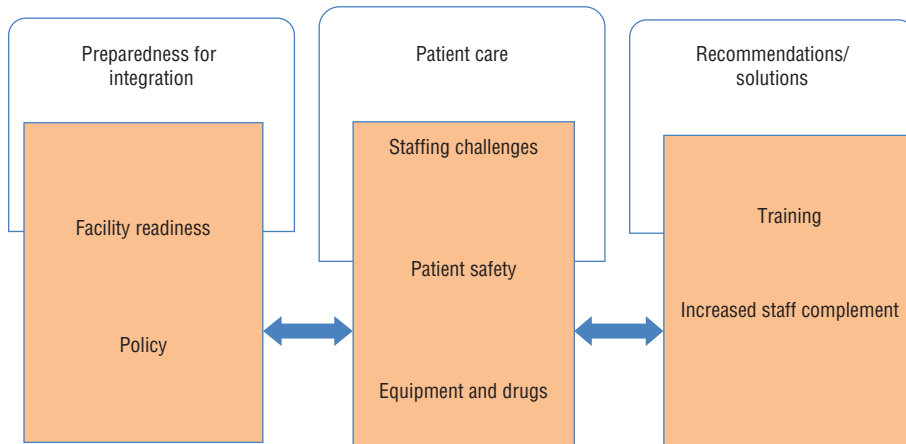 Preparedness for
integration
Facility readiness
Policy
Patient care
Staffing challenges
Patient safety
Equipment and drugs
Recommendations/
solutions
Training
Increased staff complement